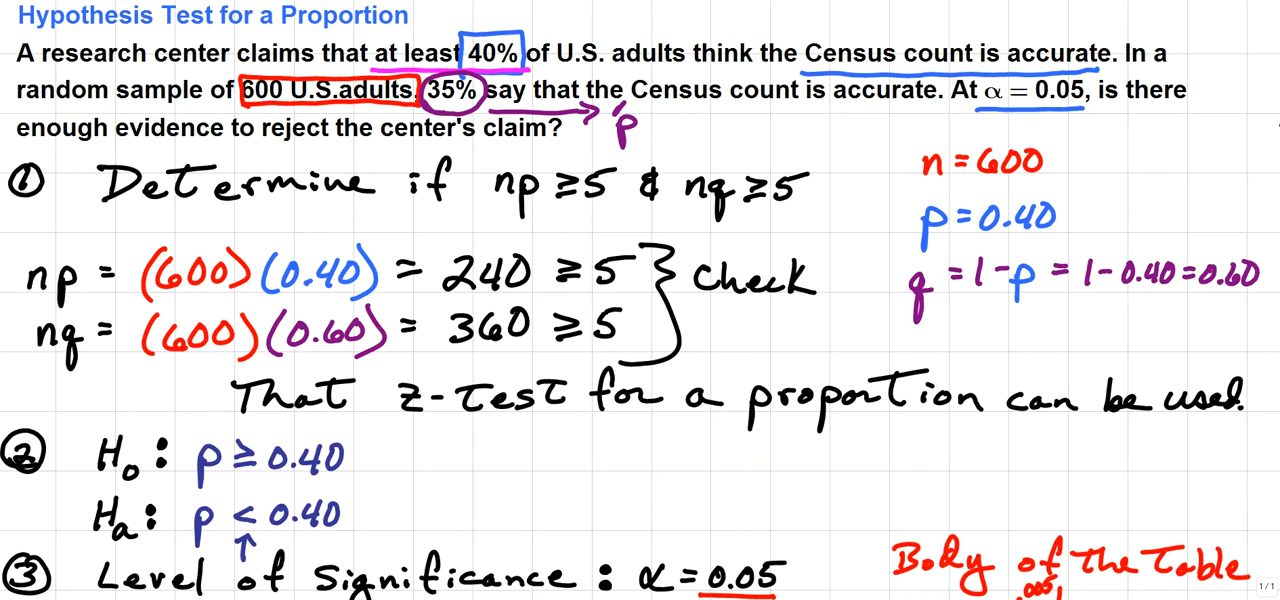 Hypothesis Test for a Proportion
A research center claims that at least 40% of U.S. adults think the Census count is accurate. In a
random sample of 600 U.S.adults, 35% say that the Census count is accurate. At α = 0.05, is there
enough evidence to reject the center's claim?
p̂
① Determine if np ≥ 5 & nq ≥ 5
n = 600
p = 0.40
q = 1 - p = 1 - 0.40 = 0.60
np = (600)(0.40) = 240 ≥ 5
nq = (600)(0.60) = 360 ≥ 5
} check
That z-Test for a proportion can be used.
② H₀: p ≥ 0.40
Hₐ: p < 0.40
③ Level of Significance: α = 0.05
Body of the Table
.005
1 / 1